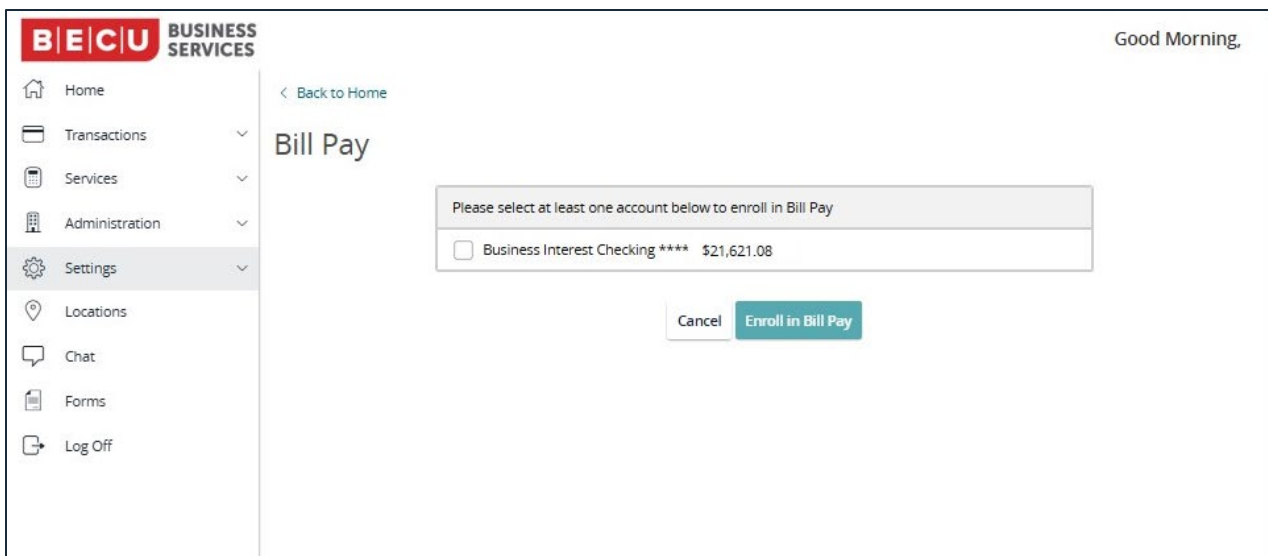 B|E|C|U BUSINESS SERVICES
Good Morning,
Home
Transactions
Services
Administration
Settings
Locations
Chat
Forms
Log Off
< Back to Home
Bill Pay
Please select at least one account below to enroll in Bill Pay
Business Interest Checking **** $21,621.08
Cancel
Enroll in Bill Pay